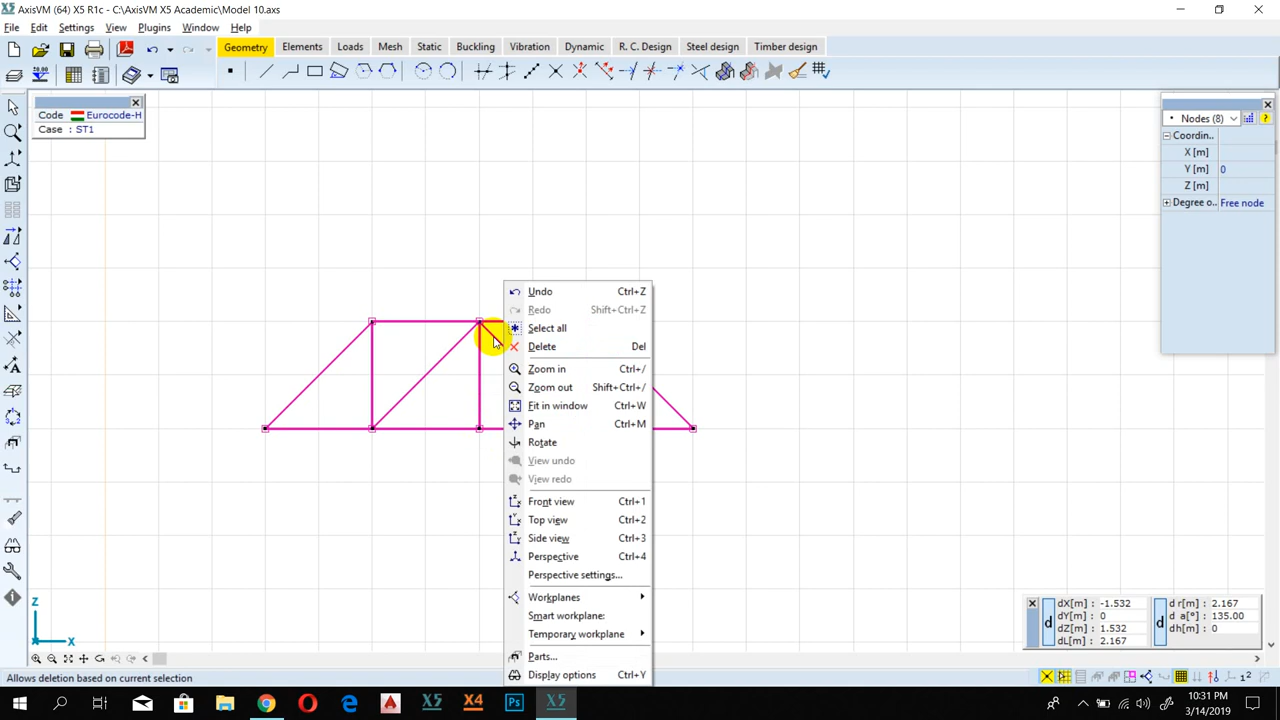 AxisVM (64) X5 R1c - C:\AxisVM X5 Academic\Model 10.axs
File Edit Settings View Plugins Window Help
Geometry Elements Loads Mesh Static Buckling Vibration Dynamic R. C. Design Steel design Timber design
Code Eurocode-H
Case : ST1
Nodes (8)
Coordin..
X [m]
Y [m] 0
Z [m]
Degree o.. Free node
Undo Ctrl+Z
Redo Shift+Ctrl+Z
Select all
Delete Del
Zoom in Ctrl+/
Zoom out Shift+Ctrl+/
Fit in window Ctrl+W
Pan Ctrl+M
Rotate
View undo
View redo
Front view Ctrl+1
Top view Ctrl+2
Side view Ctrl+3
Perspective Ctrl+4
Perspective settings...
Workplanes
Smart workplane:
Temporary workplane
Parts...
Display options Ctrl+Y
Z
X
d
dX[m] : -1.532
dY[m] : 0
dZ[m] : 1.532
dL[m] : 2.167
d
d r[m] : 2.167
d a[°] : 135.00
dh[m] : 0
Allows deletion based on current selection
X5 X4 Ps X5
10:31 PM
3/14/2019